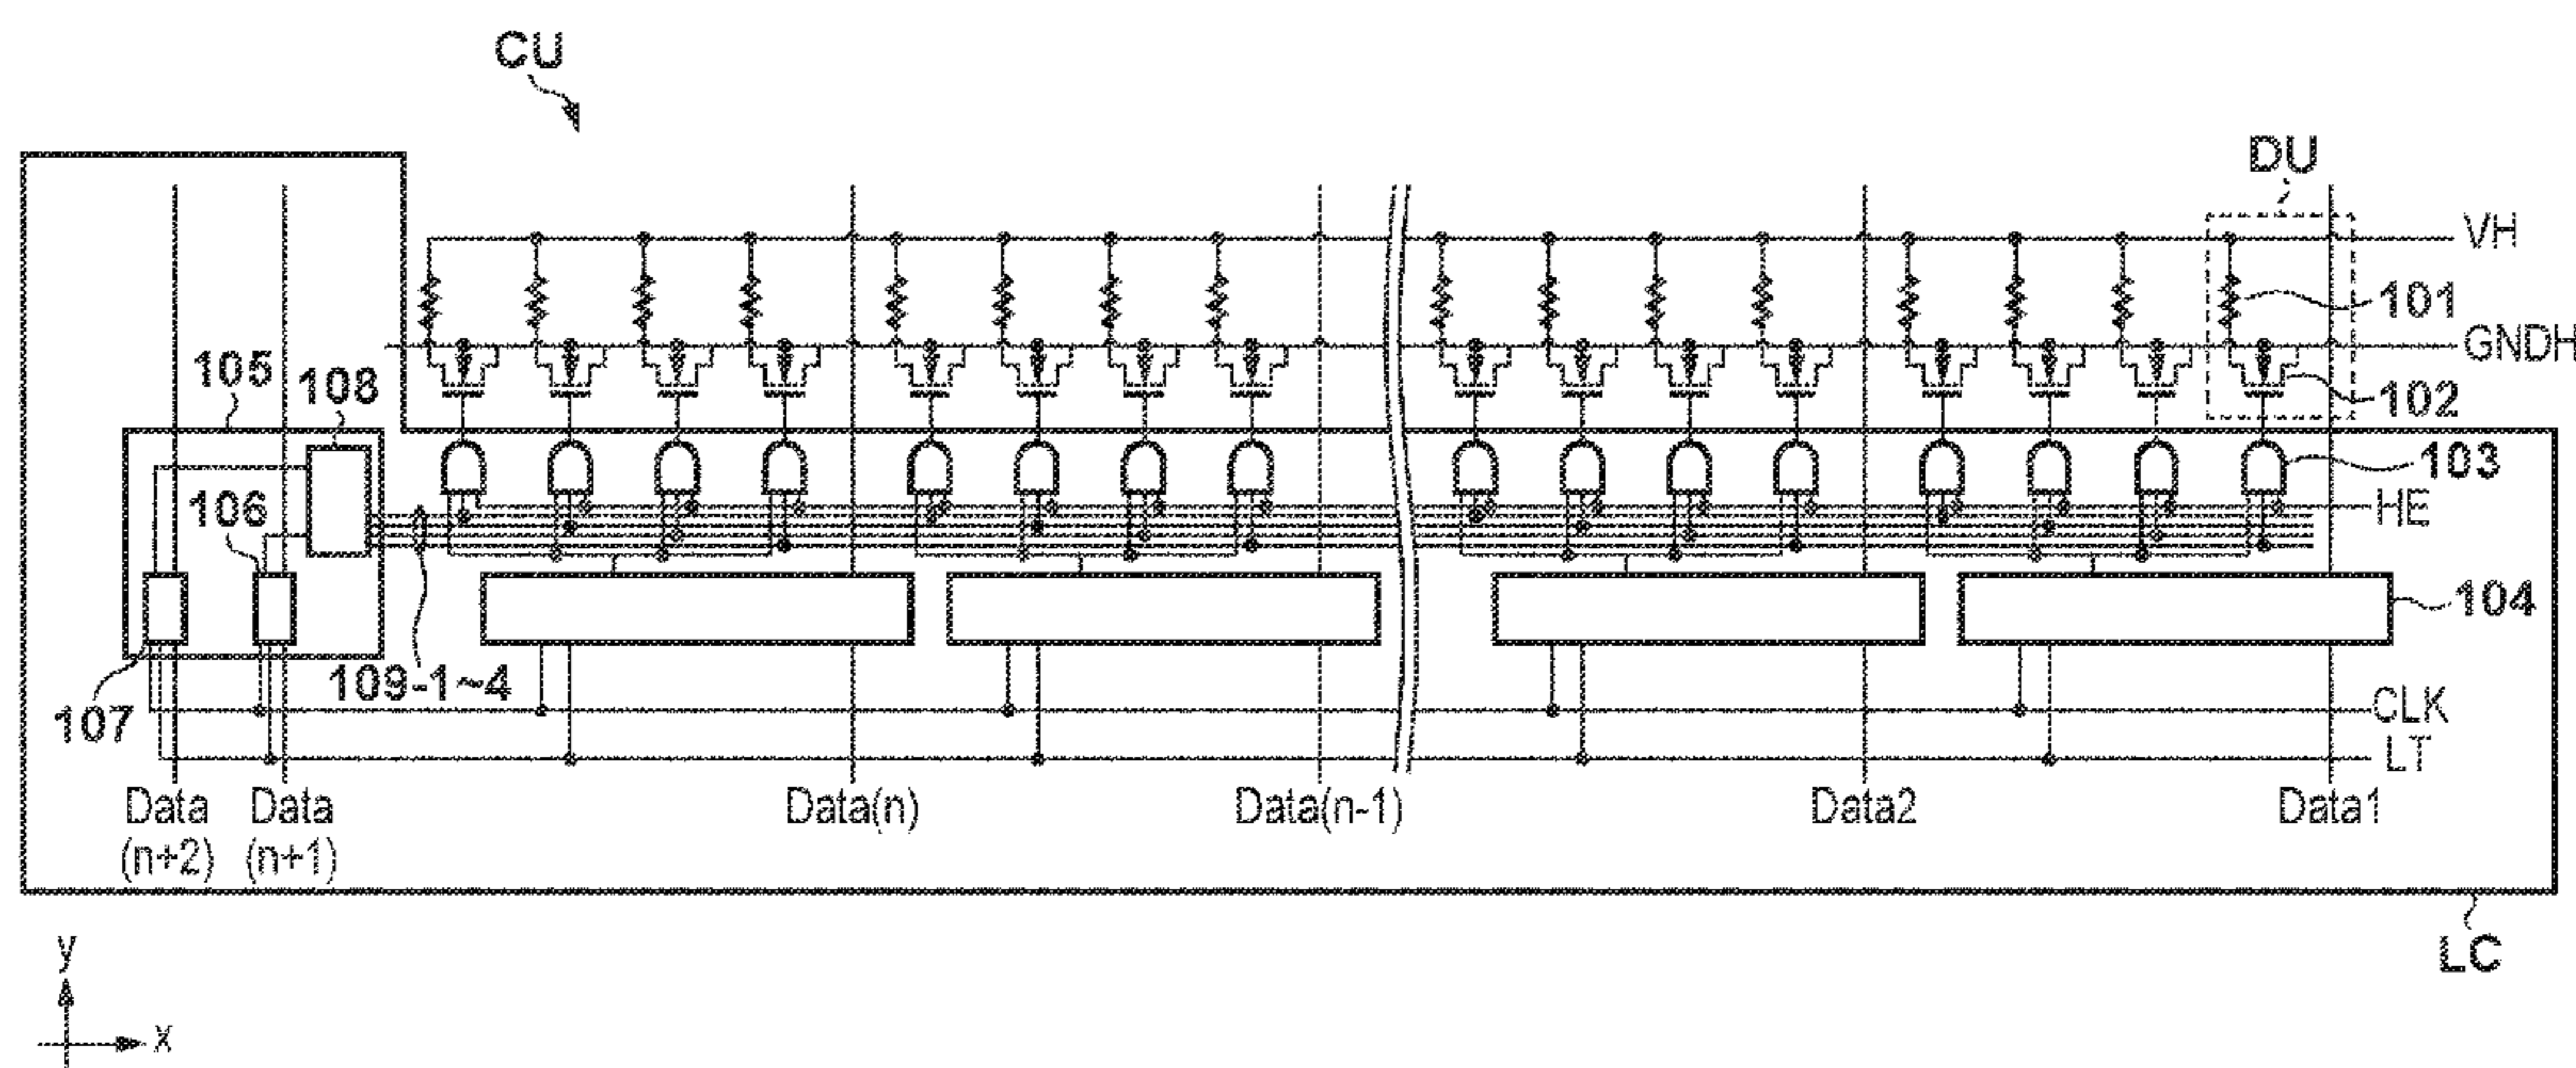 CU
DU
VH
101
GNDH
105
108
102
103
106
HE
104
109-1~4
107
CLK
LT
Data
(n+2)
Data
(n+1)
Data(n)
Data(n-1)
Data2
Data1
LC
y
x